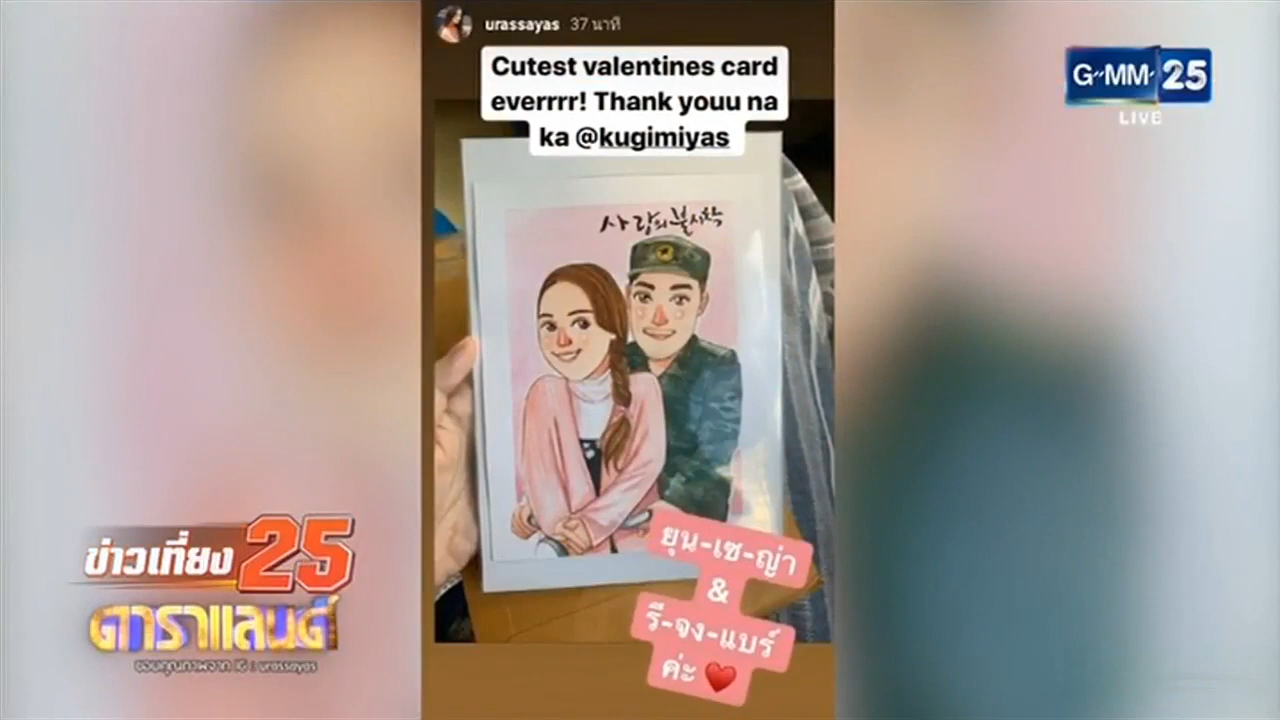 urassayas 37 นาที
Cutest valentines card
everrrr! Thank youu na
ka @kugimiyas
GMM 25
LIVE
사랑의 불시착
ยุน-เซ-ญ่า
&
รี-จง-แบร์
ค่ะ ❤️
ข่าวเที่ยง 25
ดาราแลนด์
ขอบคุณภาพจาก IG : urassayas